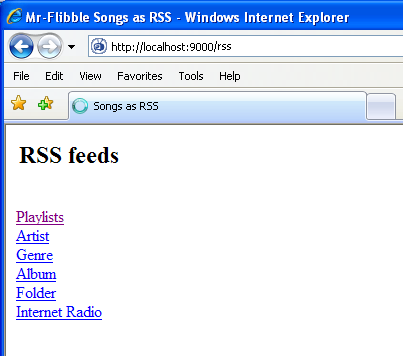 Mr-Flibble Songs as RSS - Windows Internet Explorer
http://localhost:9000/rss
File Edit View Favorites Tools Help
Songs as RSS
RSS feeds
Playlists
Artist
Genre
Album
Folder
Internet Radio